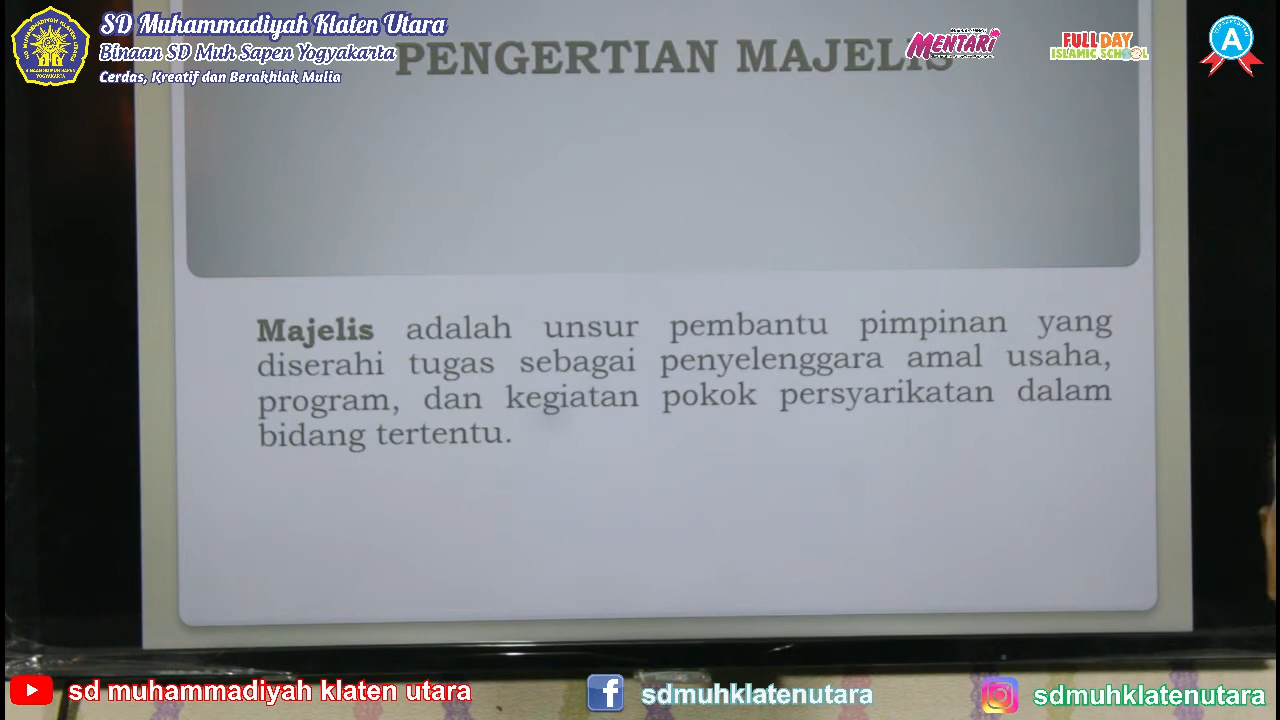 SD Muhammadiyah Klaten Utara
Binaan SD Muh Sapen Yogyakarta
Cerdas, Kreatif dan Berakhlak Mulia
MENTARI
FULL DAY
ISLAMIC SCHOOL
A
PENGERTIAN MAJELIS
Majelis adalah unsur pembantu pimpinan yang
diserahi tugas sebagai penyelenggara amal usaha,
program, dan kegiatan pokok persyarikatan dalam
bidang tertentu.
sd muhammadiyah klaten utara
sdmuhklatenutara
sdmuhklatenutara